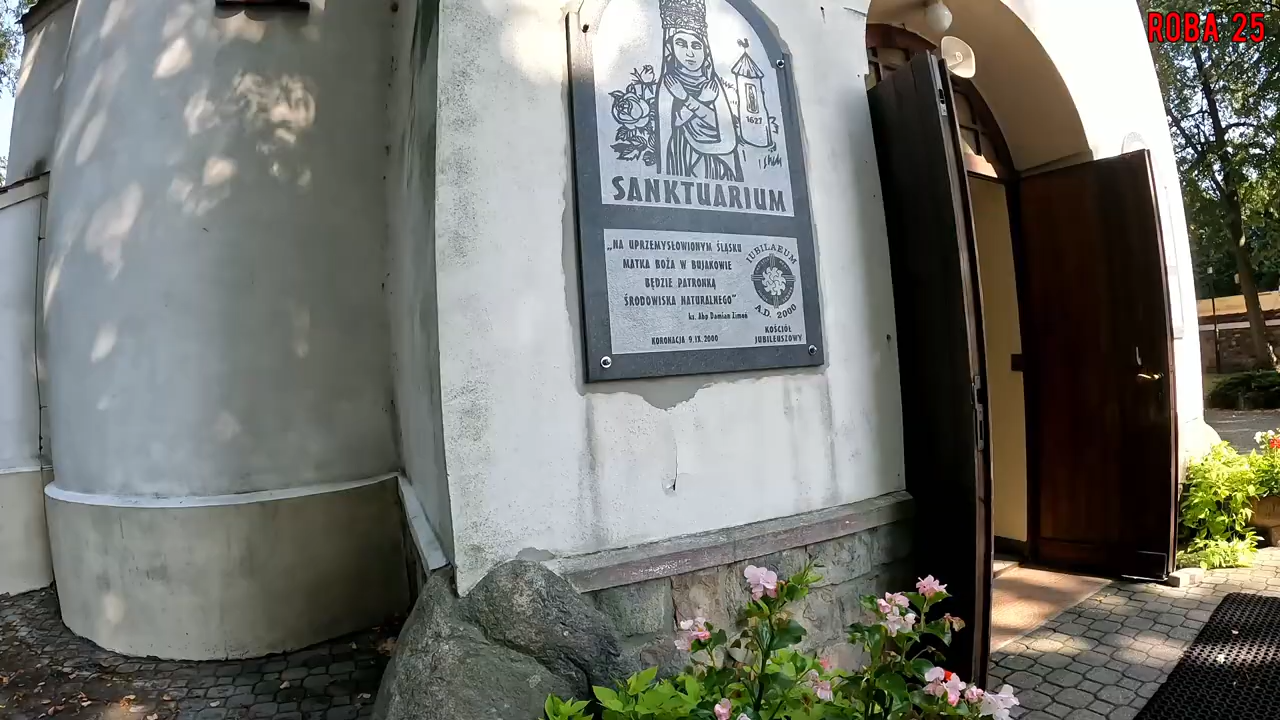 ROBA 25
1627
SANKTUARIUM
„NA UPRZEMYSŁOWIONYM ŚLĄSKU
MATKA BOŻA W BUJAKOWIE
BĘDZIE PATRONKĄ
ŚRODOWISKA NATURALNEGO"
ks. Abp Damian Zimoń
KORONACJA 9.IX.2000
IUBILAEUM
A.D. 2000
KOŚCIÓŁ
JUBILEUSZOWY